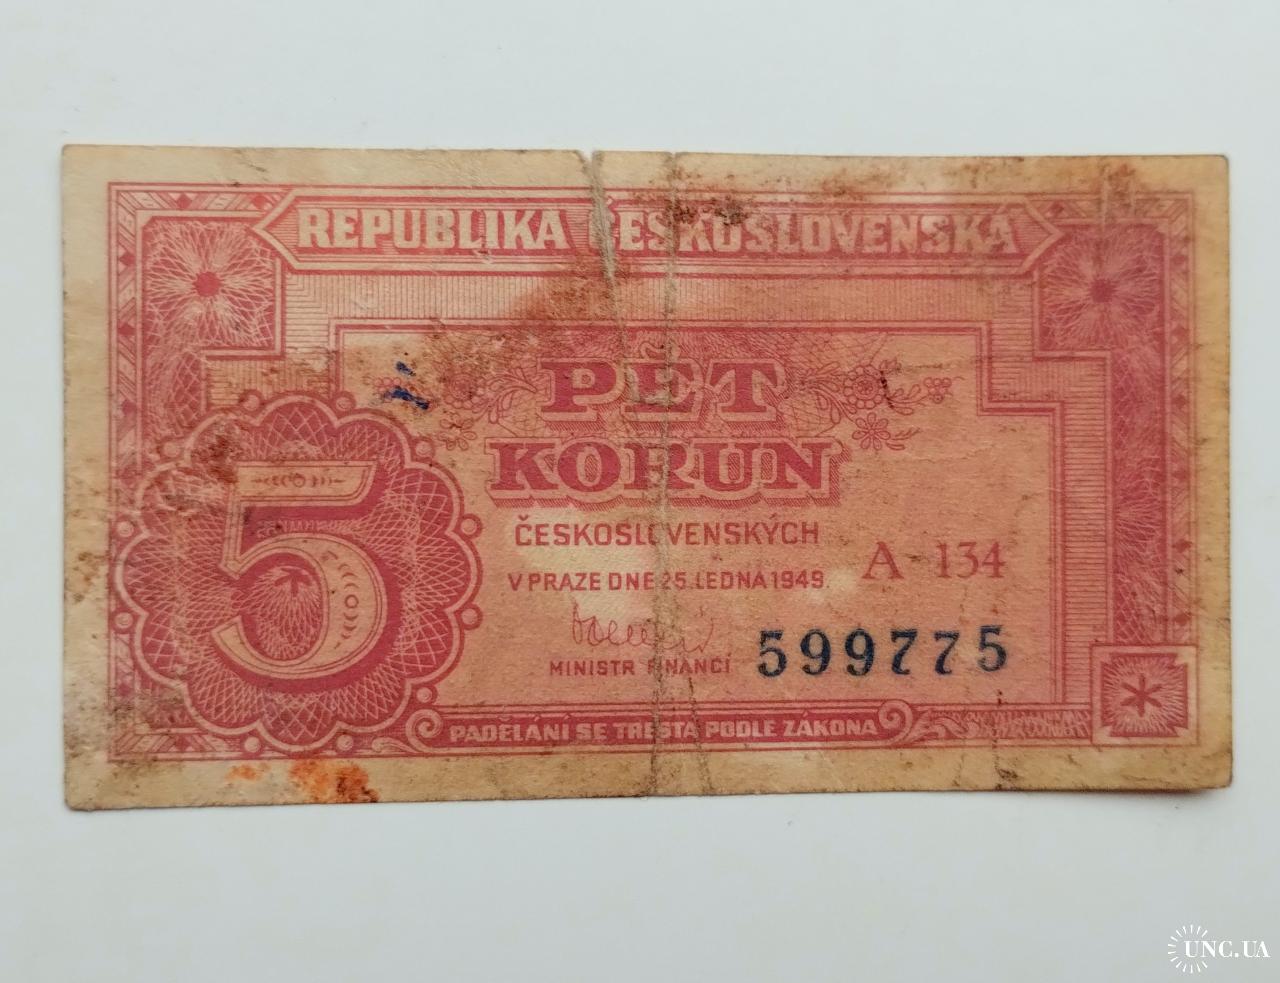 REPUBLIKA ČESKOSLOVENSKÁ
PĚT
KORUN
ČESKOSLOVENSKÝCH
V PRAZE DNE 25. LEDNA 1949.
A-134
5
599775
MINISTR FINANCÍ
PADĚLÁNÍ SE TRESTÁ PODLE ZÁKONA
UNC.UA